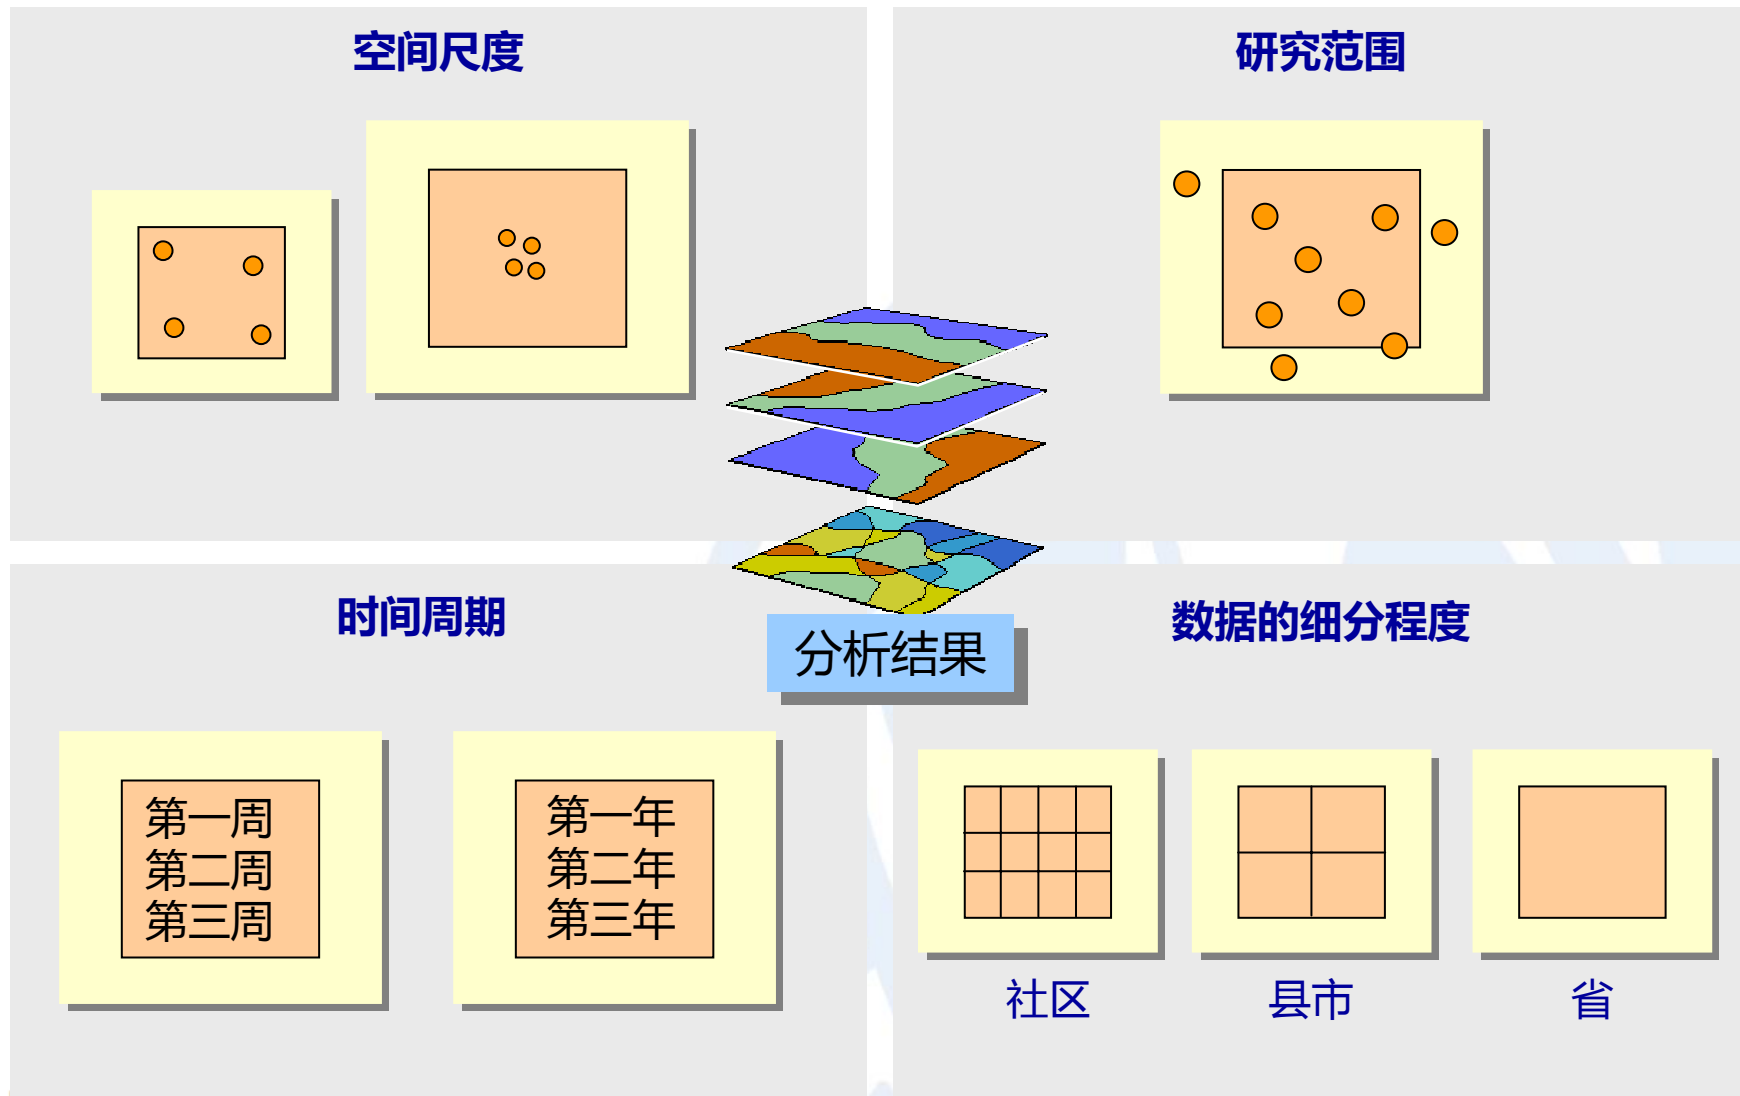 空间尺度
研究范围
时间周期
分析结果
数据的细分程度
第一周
第二周
第三周
第一年
第二年
第三年
社区
县市
省